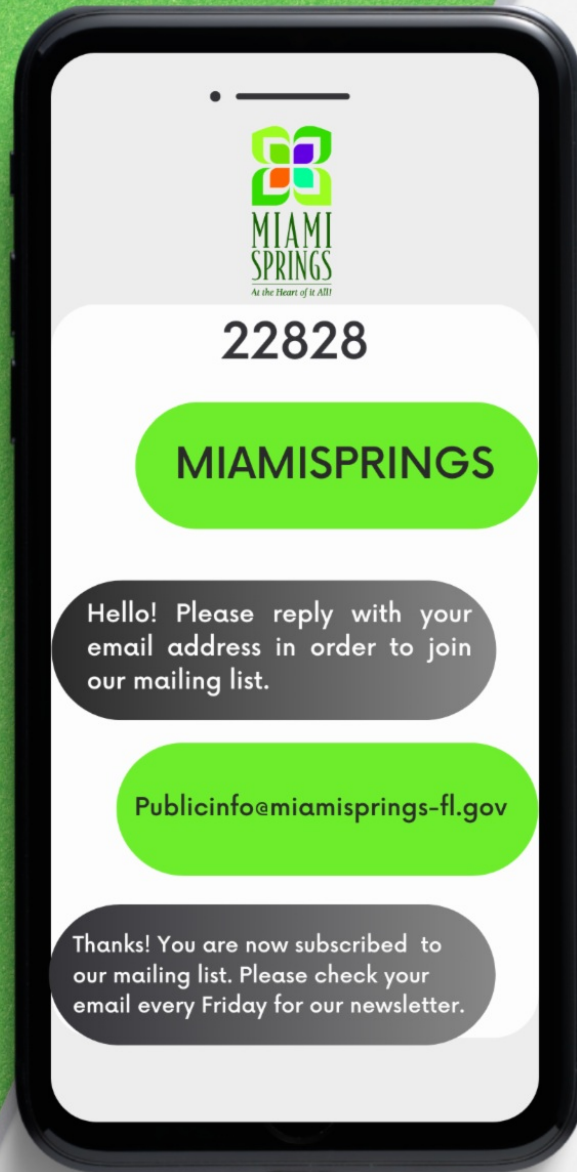 MIAMI
SPRINGS
At the Heart of it All!
22828
MIAMISPRINGS
Hello! Please reply with your
email address in order to join
our mailing list.
Publicinfo@miamisprings-fl.gov
Thanks! You are now subscribed to
our mailing list. Please check your
email every Friday for our newsletter.